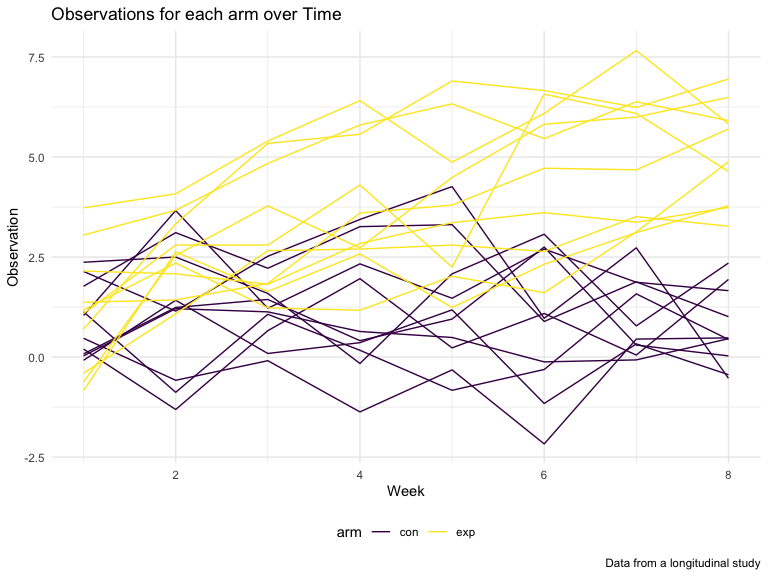 Observations for each arm over Time
7.5
5.0
2.5
0.0
-2.5
Observation
2 4 6 8
Week
arm con exp
Data from a longitudinal study